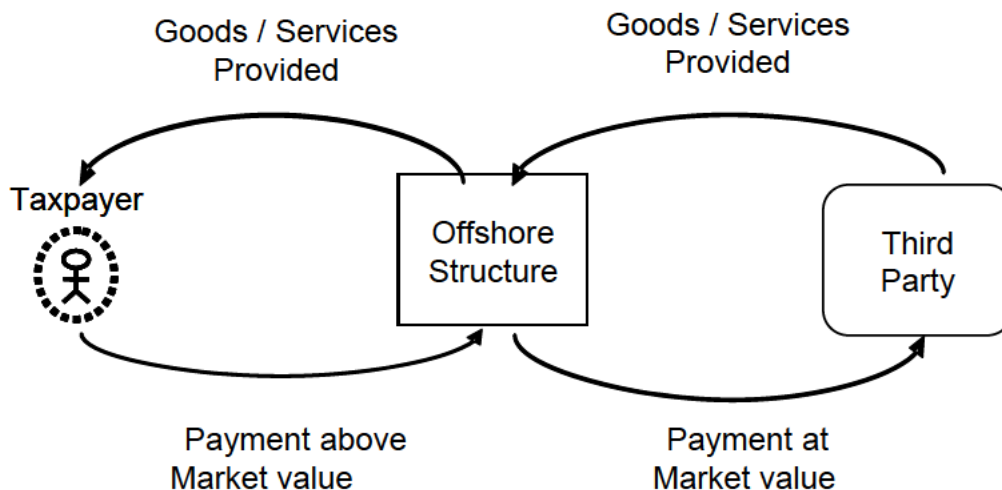 Goods / Services
Provided
Goods / Services
Provided
Taxpayer
Offshore
Structure
Third
Party
Payment above
Market value
Payment at
Market value